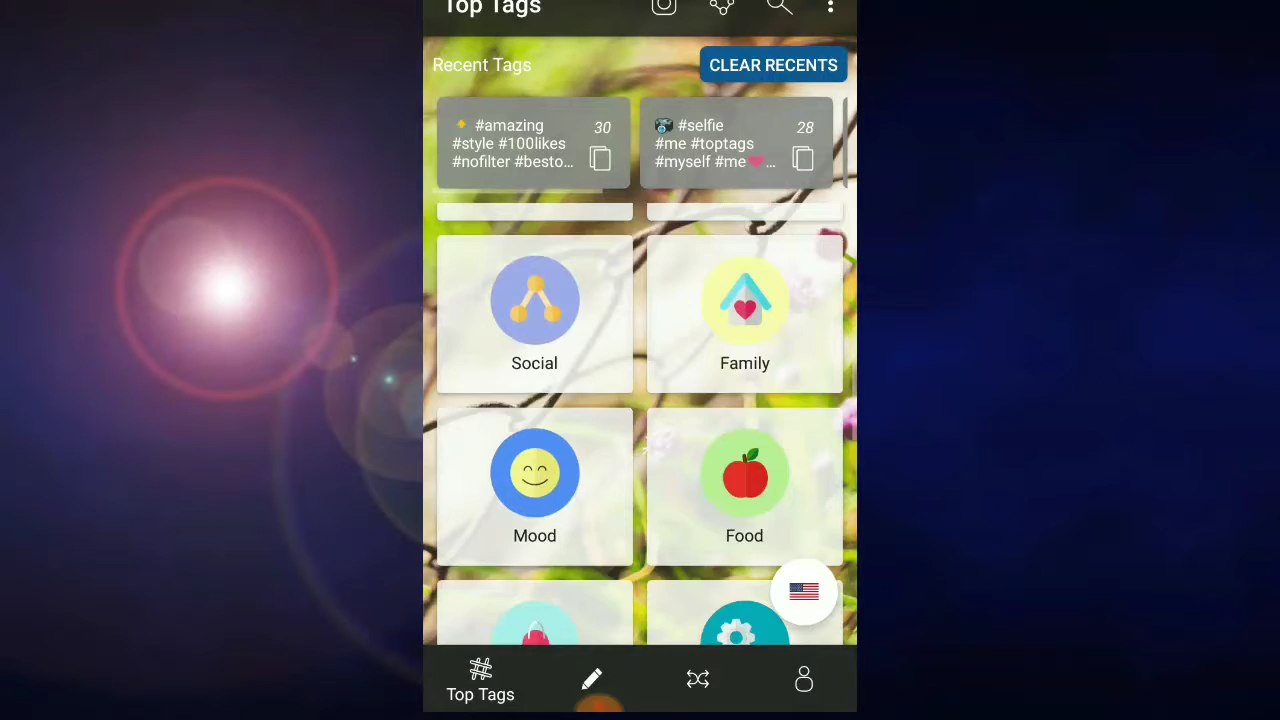 Top Tags
Recent Tags
CLEAR RECENTS
#amazing
#style #100likes
#nofilter #besto...
30
#selfie
#me #toptags
#myself #me❤...
28
Social
Family
Mood
Food
Top Tags